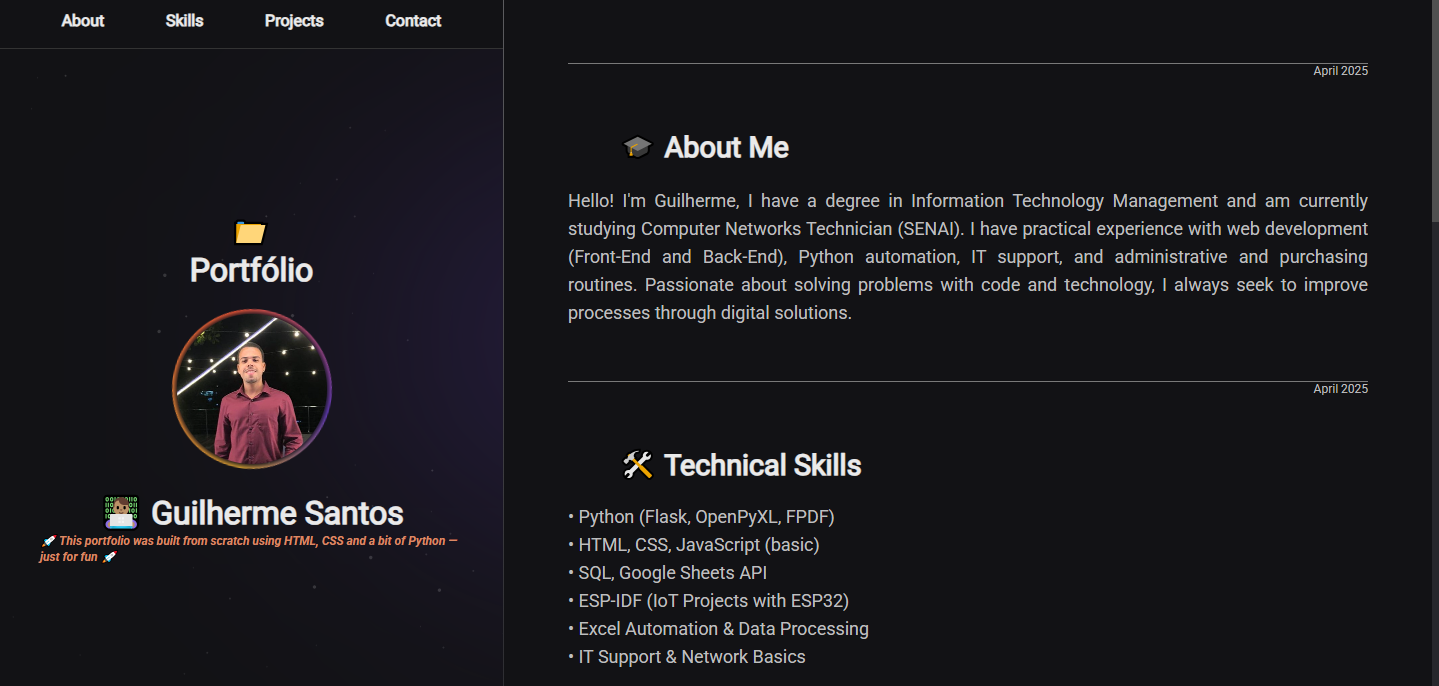 About Skills Projects Contact
Portfólio
Guilherme Santos
This portfolio was built from scratch using HTML, CSS and a bit of Python —
just for fun
April 2025
About Me
Hello! I'm Guilherme, I have a degree in Information Technology Management and am currently
studying Computer Networks Technician (SENAI). I have practical experience with web development
(Front-End and Back-End), Python automation, IT support, and administrative and purchasing
routines. Passionate about solving problems with code and technology, I always seek to improve
processes through digital solutions.
April 2025
Technical Skills
• Python (Flask, OpenPyXL, FPDF)
• HTML, CSS, JavaScript (basic)
• SQL, Google Sheets API
• ESP-IDF (IoT Projects with ESP32)
• Excel Automation & Data Processing
• IT Support & Network Basics